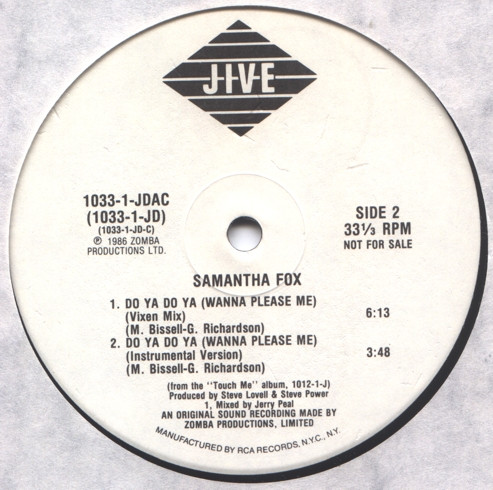 JIVE
1033-1-JDAC
(1033-1-JD)
(1033-1-JD-C)
℗ 1986 ZOMBA
PRODUCTIONS LTD.
SIDE 2
33⅓ RPM
NOT FOR SALE
SAMANTHA FOX
1. DO YA DO YA (WANNA PLEASE ME)
(Vixen Mix) 6:13
(M. Bissell-G. Richardson)
2. DO YA DO YA (WANNA PLEASE ME)
(Instrumental Version) 3:48
(M. Bissell-G. Richardson)
(from the "Touch Me" album, 1012-1-J)
Produced by Steve Lovell & Steve Power
1. Mixed by Jerry Peal
AN ORIGINAL SOUND RECORDING MADE BY
ZOMBA PRODUCTIONS, LIMITED
MANUFACTURED BY RCA RECORDS, N.Y.C., N.Y.